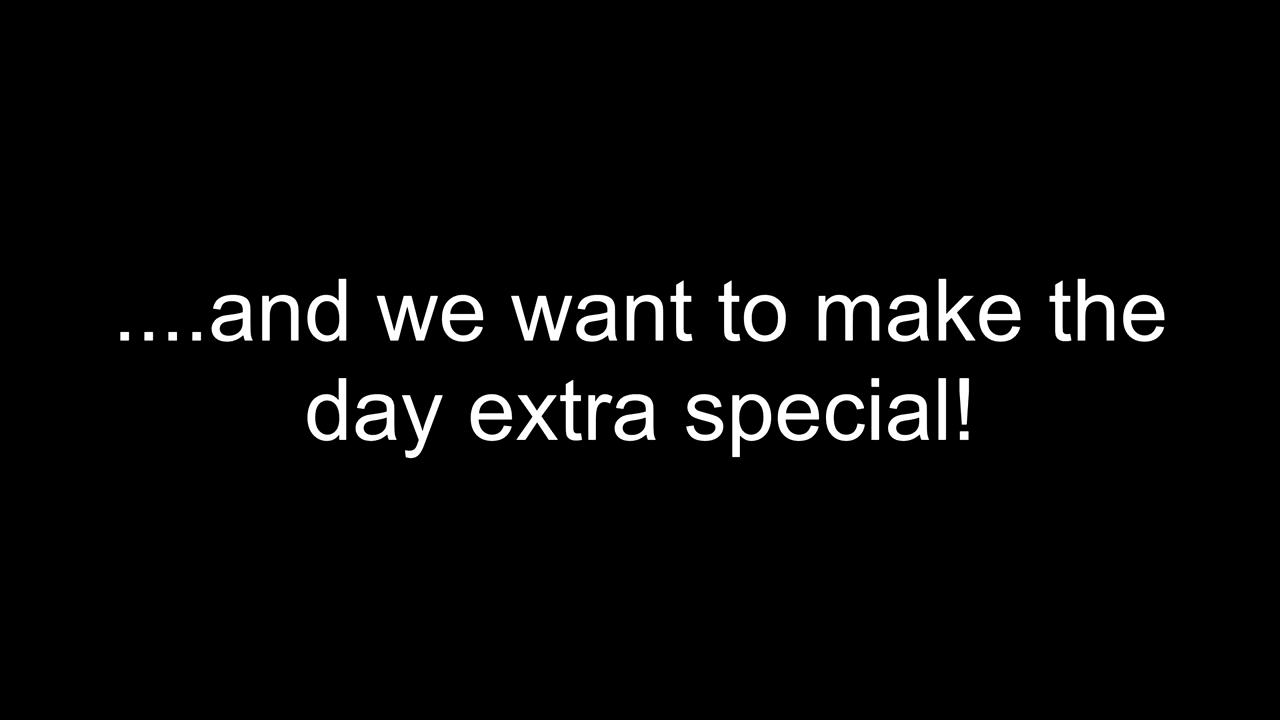 ....and we want to make the
day extra special!